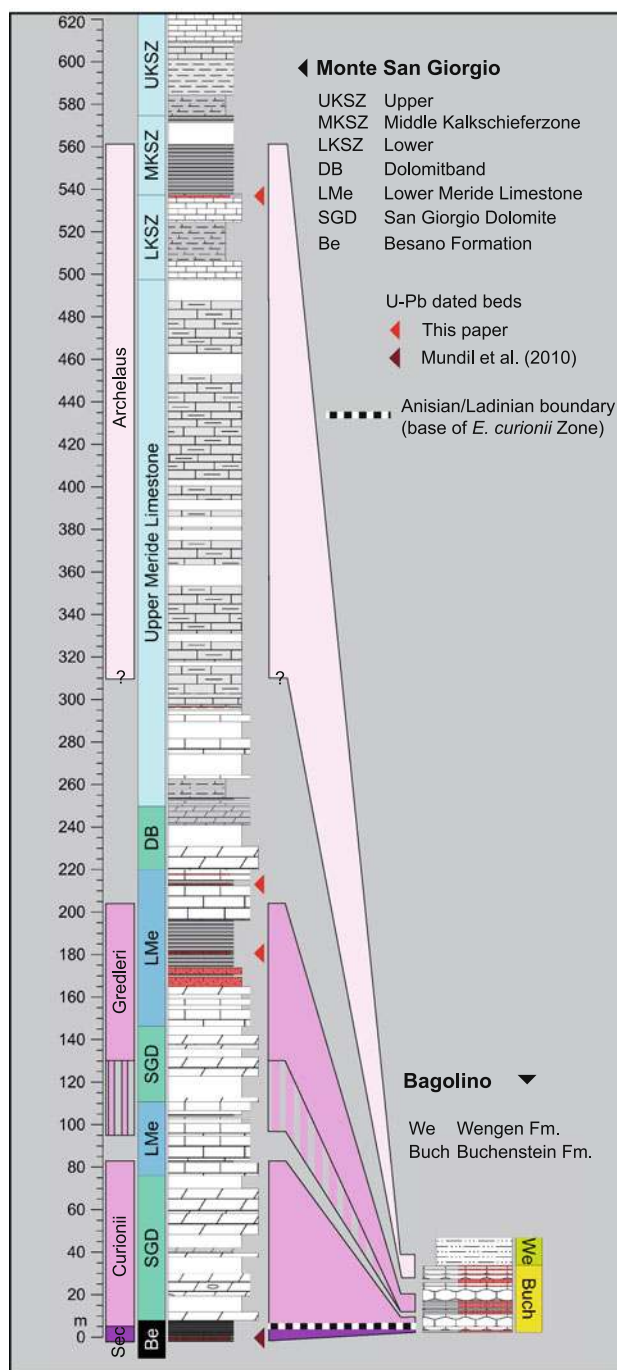 Monte San Giorgio
UKSZ Upper
MKSZ Middle Kalkschieferzone
LKSZ Lower
DB Dolomitband
LMe Lower Meride Limestone
SGD San Giorgio Dolomite
Be Besano Formation
U-Pb dated beds
This paper
Mundil et al. (2010)
Anisian/Ladinian boundary
(base of E. curionii Zone)
620
600
580
560
540
520
500
480
460
440
420
400
380
360
340
320
300
280
260
240
220
200
180
160
140
120
100
80
60
40
20
m
0
Archelaus
?
Gredleri
Curionii
Sec
UKSZ
MKSZ
LKSZ
Upper Meride Limestone
DB
LMe
SGD
LMe
SGD
Be
?
Bagolino
We Wengen Fm.
Buch Buchenstein Fm.
We
Buch